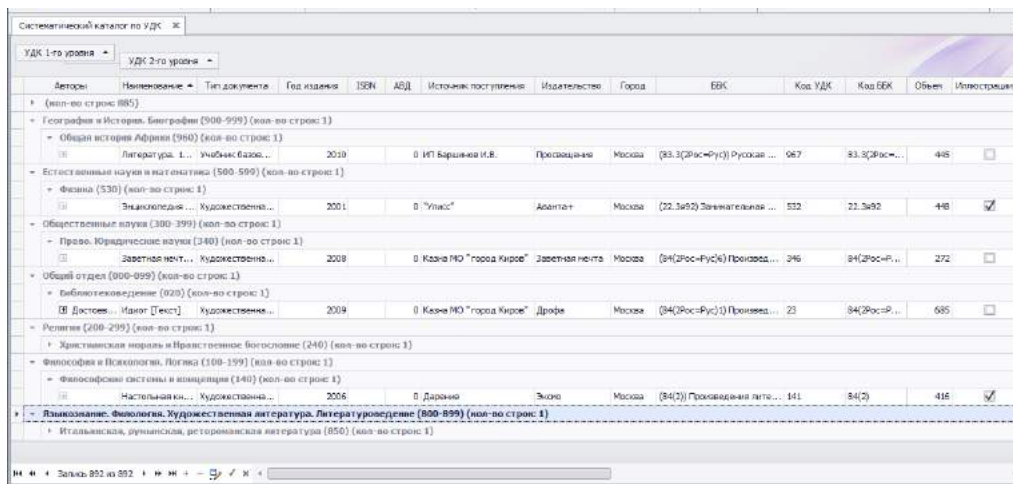 Систематический каталог по УДК
УДК 1-го уровня
УДК 2-го уровня
Авторы Наименование Тип документа Год издания ISBN АВД Источник поступления Издательство Город ББК Код УДК Код ББК Объем Иллюстрации
(кол-во строк: 885)
География и История. Биографии (900-999) (кол-во строк: 1)
Общая история Африки (960) (кол-во строк: 1)
Литература. 1... Учебник базов... 2010 0 ИП Баршинов И.В. Просвещение Москва (83.3(2Рос=Рус)) Русская ... 967 83.3(2Рос=... 445
Естественные науки и математика (500-599) (кол-во строк: 1)
Физика (530) (кол-во строк: 1)
Энциклопедия ... Художественна... 2001 0 "Улисс" Аванта+ Москва (22.3я92) Занимательная ... 532 22.3я92 448
Общественные науки (300-399) (кол-во строк: 1)
Право. Юридические науки (340) (кол-во строк: 1)
Заветная мечт... Художественна... 2008 0 Казна МО "город Киров" Заветная мечта Москва (84(2Рос=Рус)6) Произвед... 346 84(2Рос=Р... 272
Общий отдел (000-099) (кол-во строк: 1)
Библиотековедение (020) (кол-во строк: 1)
Достоев... Идиот [Текст] Художественна... 2009 0 Казна МО "город Киров" Дрофа Москва (84(2Рос=Рус)1) Произвед... 23 84(2Рос=Р... 685
Религия (200-299) (кол-во строк: 1)
Христианская мораль и Нравственное богословие (240) (кол-во строк: 1)
Философия и Психология. Логика (100-199) (кол-во строк: 1)
Философские системы и концепции (140) (кол-во строк: 1)
Настольная кн... Художественна... 2006 0 Дарение Эксмо Москва (84(2)) Произведения лите... 141 84(2) 416
Языкознание. Филология. Художественная литература. Литературоведение (800-899) (кол-во строк: 1)
Итальянская, румынская, ретороманская литература (850) (кол-во строк: 1)
Запись 892 из 892